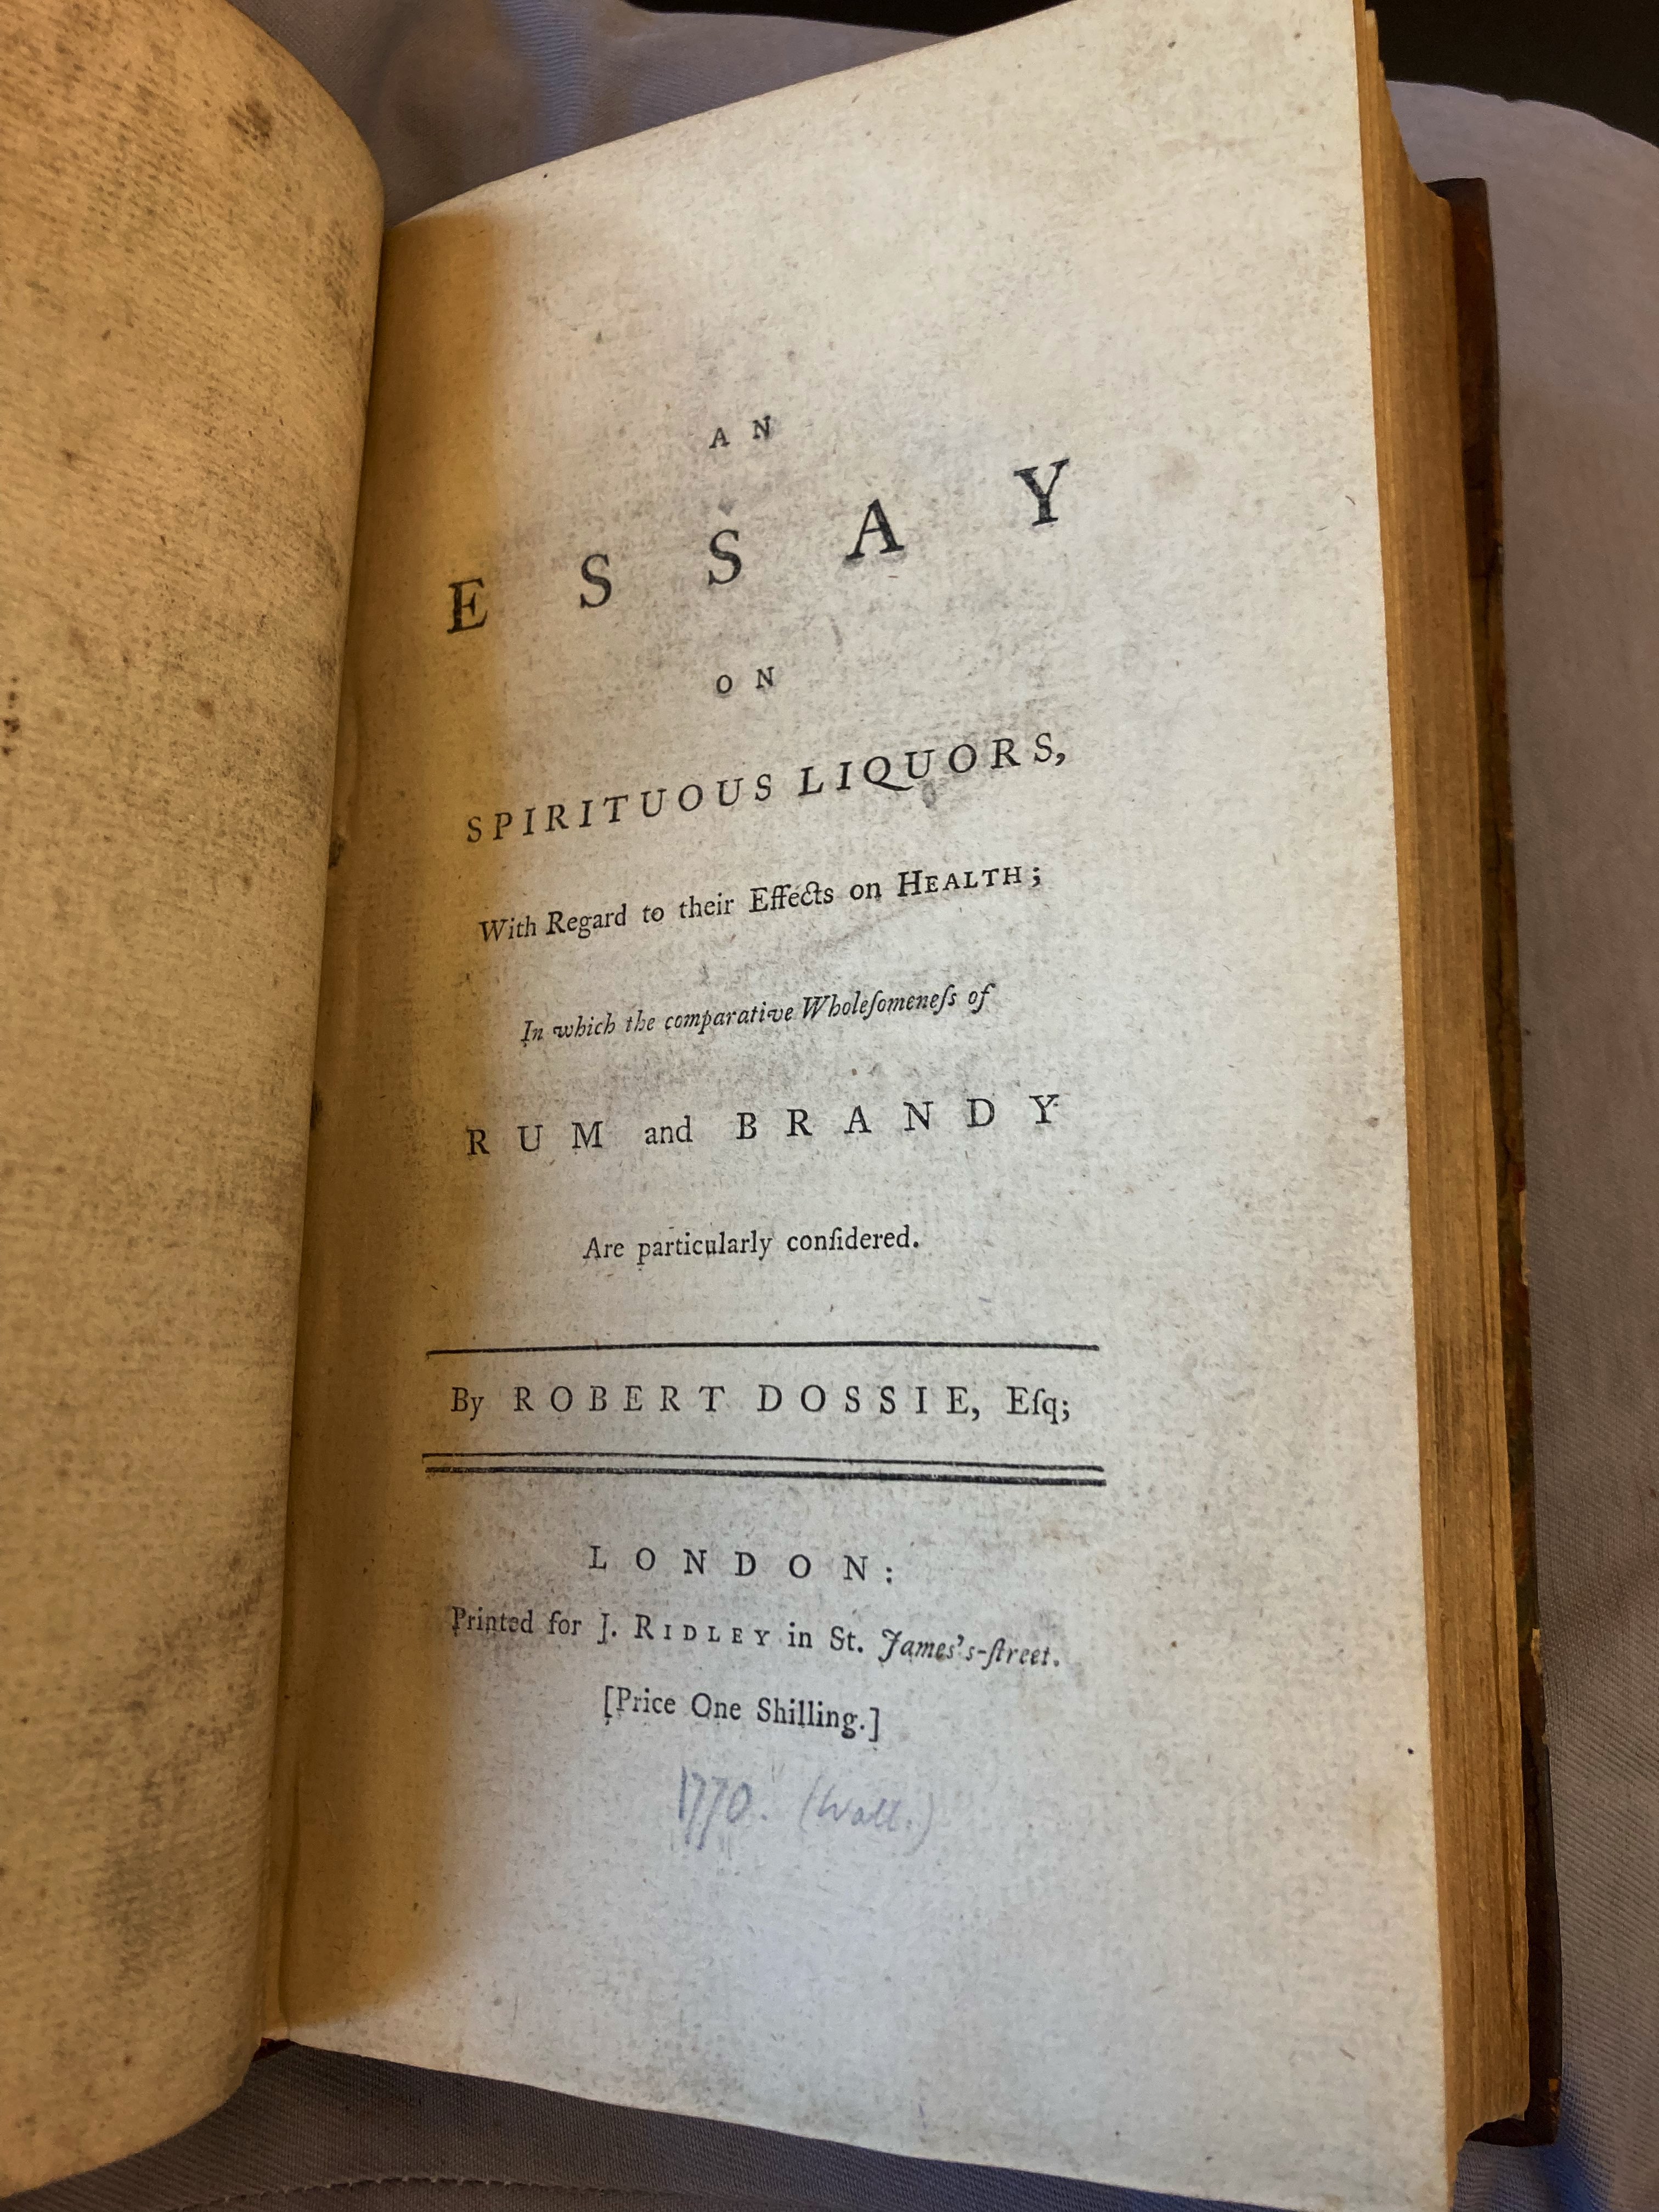 AN
ESSAY
ON
SPIRITUOUS LIQUORS,
With Regard to their Effects on HEALTH;
In which the comparative Wholeſomeneſs of
RUM and BRANDY
Are particularly conſidered.
By ROBERT DOSSIE, Eſq;
LONDON:
Printed for J. RIDLEY in St. James's-ſtreet.
[Price One Shilling.]
1770. (Watt.)